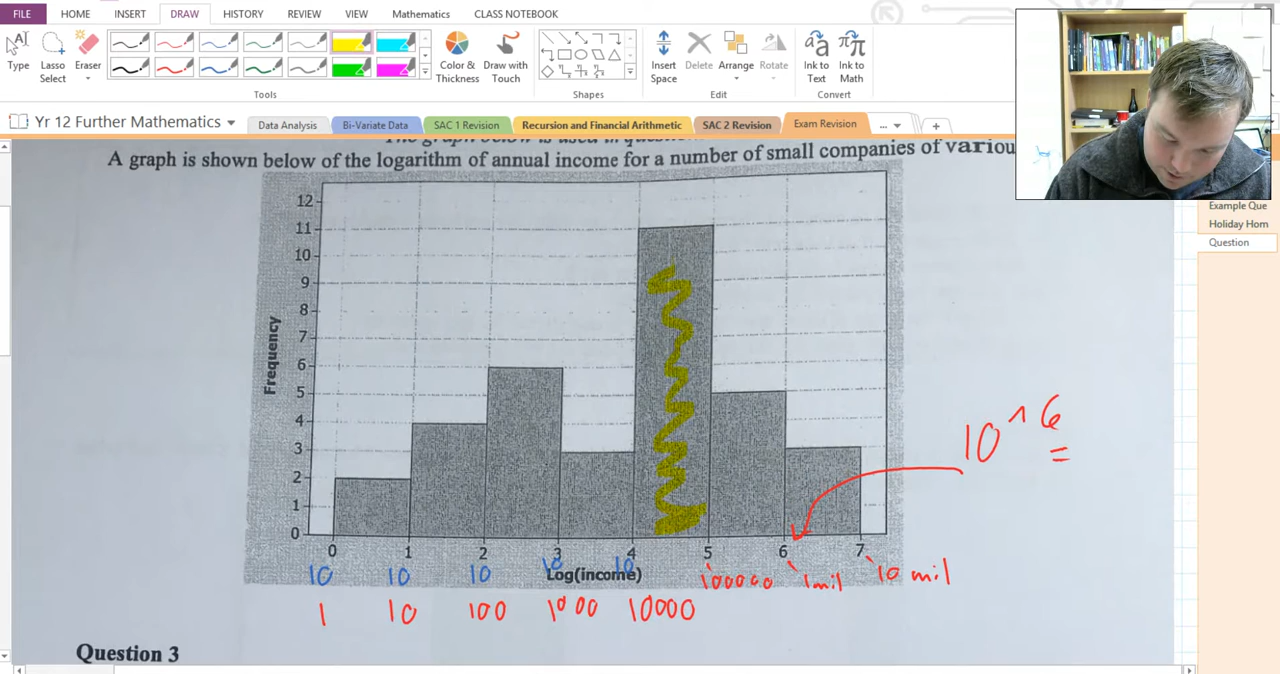 FILE HOME INSERT DRAW HISTORY REVIEW VIEW Mathematics CLASS NOTEBOOK
Type Lasso Select Eraser Color & Thickness Draw with Touch Insert Space Delete Arrange Rotate Ink to Text Ink to Math
Tools Shapes Edit Convert
Yr 12 Further Mathematics Data Analysis Bi-Variate Data SAC 1 Revision Recursion and Financial Arithmetic SAC 2 Revision Exam Revision ...
Example Que
Holiday Hom
Question
The graph below is used in
A graph is shown below of the logarithm of annual income for a number of small companies of variou
12
11
10
9
8
7
6
5
4
3
2
1
0
Frequency
10 ^ 6
0 1 2 3 4 5 6 7
10 10 10 10 10
Log(income)
100000 1mil 10 mil
1 10 100 1000 10000
Question 3